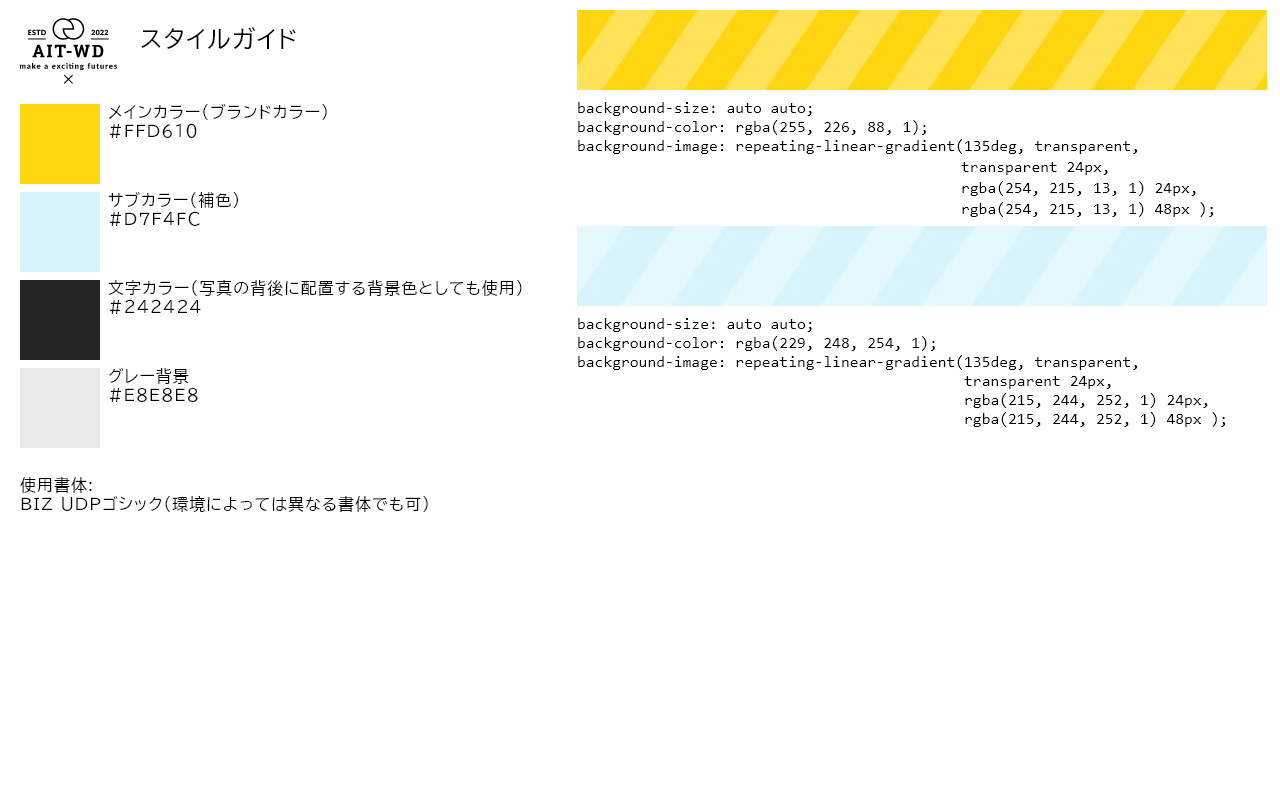 ESTD 2022
AIT-WD
make a exciting futures
×
スタイルガイド
メインカラー（ブランドカラー）
#FFD610
サブカラー（補色）
#D7F4FC
文字カラー（写真の背後に配置する背景色としても使用）
#242424
グレー背景
#E8E8E8
使用書体:
BIZ UDPゴシック（環境によっては異なる書体でも可）
background-size: auto auto;
background-color: rgba(255, 226, 88, 1);
background-image: repeating-linear-gradient(135deg, transparent,
transparent 24px,
rgba(254, 215, 13, 1) 24px,
rgba(254, 215, 13, 1) 48px );
background-size: auto auto;
background-color: rgba(229, 248, 254, 1);
background-image: repeating-linear-gradient(135deg, transparent,
transparent 24px,
rgba(215, 244, 252, 1) 24px,
rgba(215, 244, 252, 1) 48px );